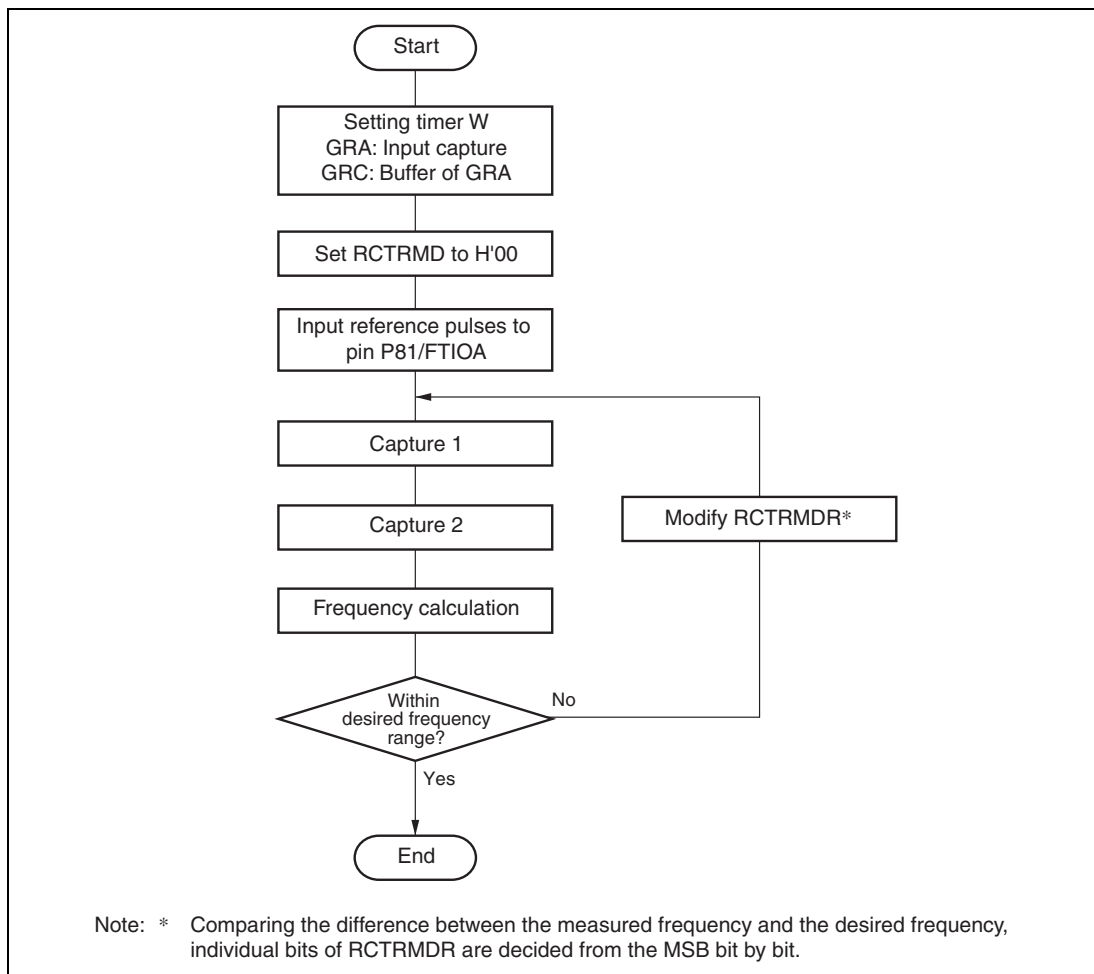 Start
Setting timer W
GRA: Input capture
GRC: Buffer of GRA
Set RCTRMD to H'00
Input reference pulses to
pin P81/FTIOA
Capture 1
Capture 2
Modify RCTRMDR*
Frequency calculation
Within
desired frequency
range?
No
Yes
End
Note: * Comparing the difference between the measured frequency and the desired frequency,
individual bits of RCTRMDR are decided from the MSB bit by bit.